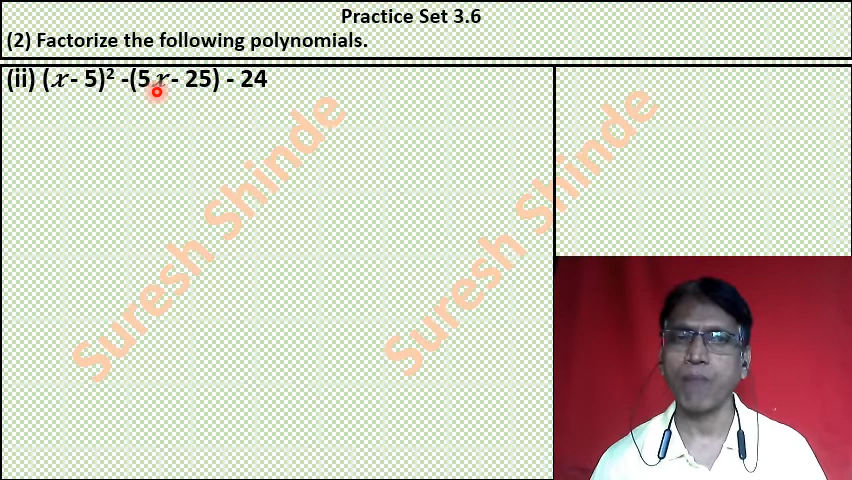 Practice Set 3.6
(2) Factorize the following polynomials.
(ii) (x - 5)² -(5x - 25) - 24
Suresh Shinde
Suresh Shinde